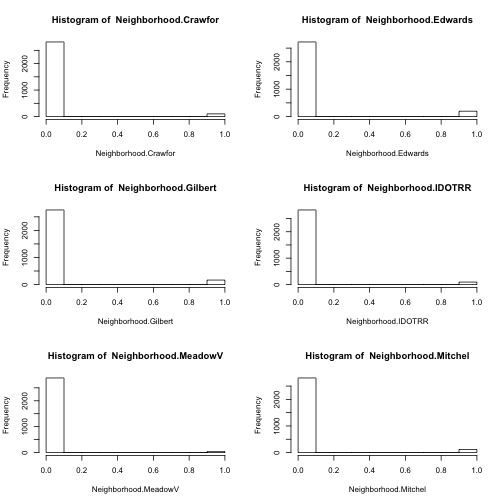 Histogram of  Neighborhood.Crawfor
Frequency
0 1000 2000
0.0 0.2 0.4 0.6 0.8 1.0
Neighborhood.Crawfor
Histogram of  Neighborhood.Edwards
Frequency
0 1000 2000
0.0 0.2 0.4 0.6 0.8 1.0
Neighborhood.Edwards
Histogram of  Neighborhood.Gilbert
Frequency
0 1000 2000
0.0 0.2 0.4 0.6 0.8 1.0
Neighborhood.Gilbert
Histogram of  Neighborhood.IDOTRR
Frequency
0 1000 2000
0.0 0.2 0.4 0.6 0.8 1.0
Neighborhood.IDOTRR
Histogram of  Neighborhood.MeadowV
Frequency
0 1000 2000
0.0 0.2 0.4 0.6 0.8 1.0
Neighborhood.MeadowV
Histogram of  Neighborhood.Mitchel
Frequency
0 1000 2000
0.0 0.2 0.4 0.6 0.8 1.0
Neighborhood.Mitchel